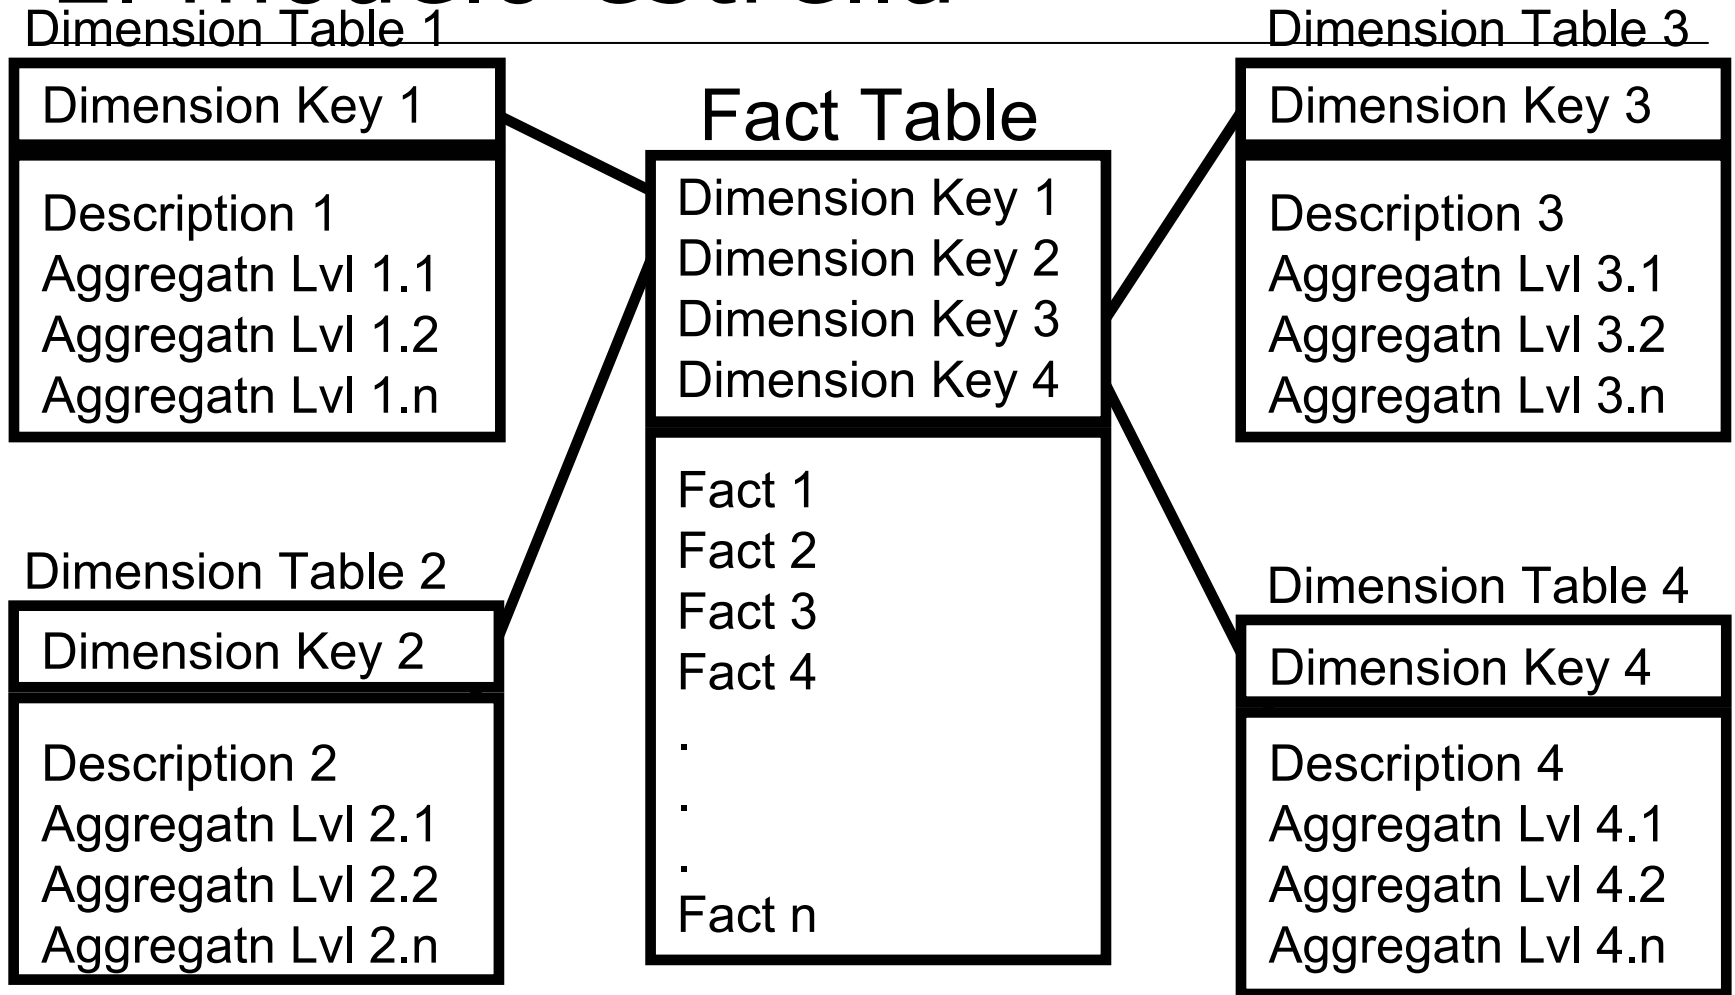 Dimension Table 1
Dimension Key 1
Description 1
Aggregatn Lvl 1.1
Aggregatn Lvl 1.2
Aggregatn Lvl 1.n
Dimension Table 2
Dimension Key 2
Description 2
Aggregatn Lvl 2.1
Aggregatn Lvl 2.2
Aggregatn Lvl 2.n
Fact Table
Dimension Key 1
Dimension Key 2
Dimension Key 3
Dimension Key 4
Fact 1
Fact 2
Fact 3
Fact 4
.
.
.
Fact n
Dimension Table 3
Dimension Key 3
Description 3
Aggregatn Lvl 3.1
Aggregatn Lvl 3.2
Aggregatn Lvl 3.n
Dimension Table 4
Dimension Key 4
Description 4
Aggregatn Lvl 4.1
Aggregatn Lvl 4.2
Aggregatn Lvl 4.n